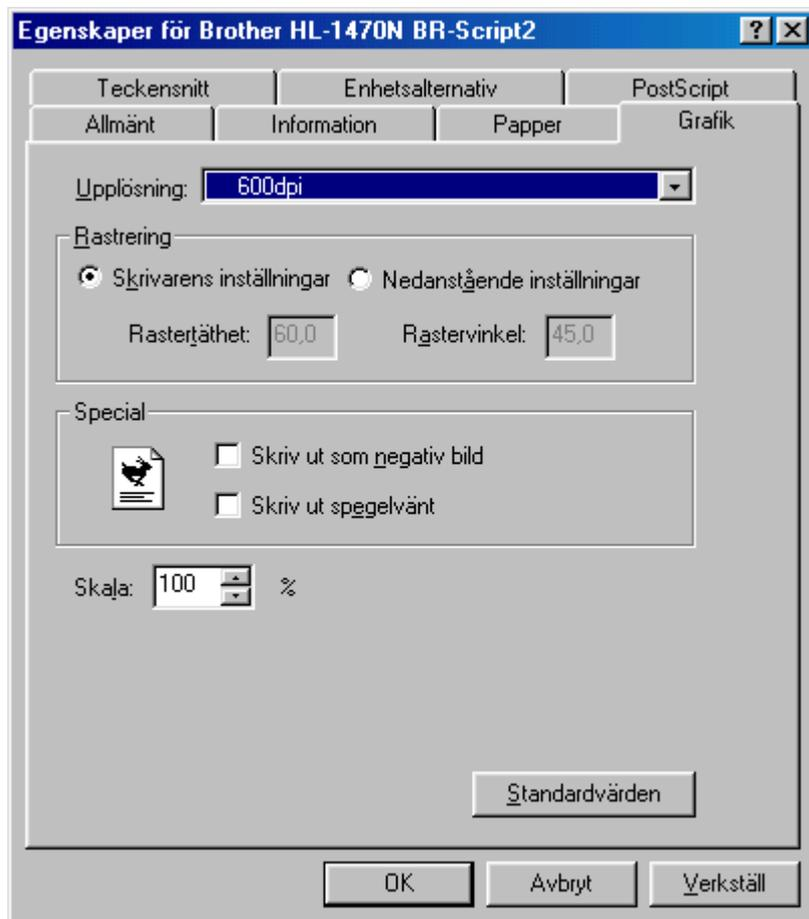 Egenskaper för Brother HL-1470N BR-Script2
Teckensnitt Enhetsalternativ PostScript
Allmänt Information Papper Grafik
Upplösning: 600dpi
Rastrering
Skrivarens inställningar Nedanstående inställningar
Rastertäthet: 60,0 Rastervinkel: 45,0
Special
Skriv ut som negativ bild
Skriv ut spegelvänt
Skala: 100 %
Standardvärden
OK Avbryt Verkställ